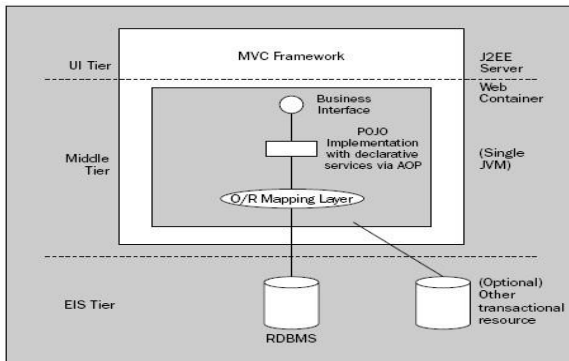 MVC Framework
UI Tier
J2EE
Server
Web
Container
Business
Interface
POJO
Implementation
with declarative
services via AOP
Middle
Tier
(Single
JVM)
O/R Mapping Layer
EIS Tier
RDBMS
(Optional)
Other
transactional
resource